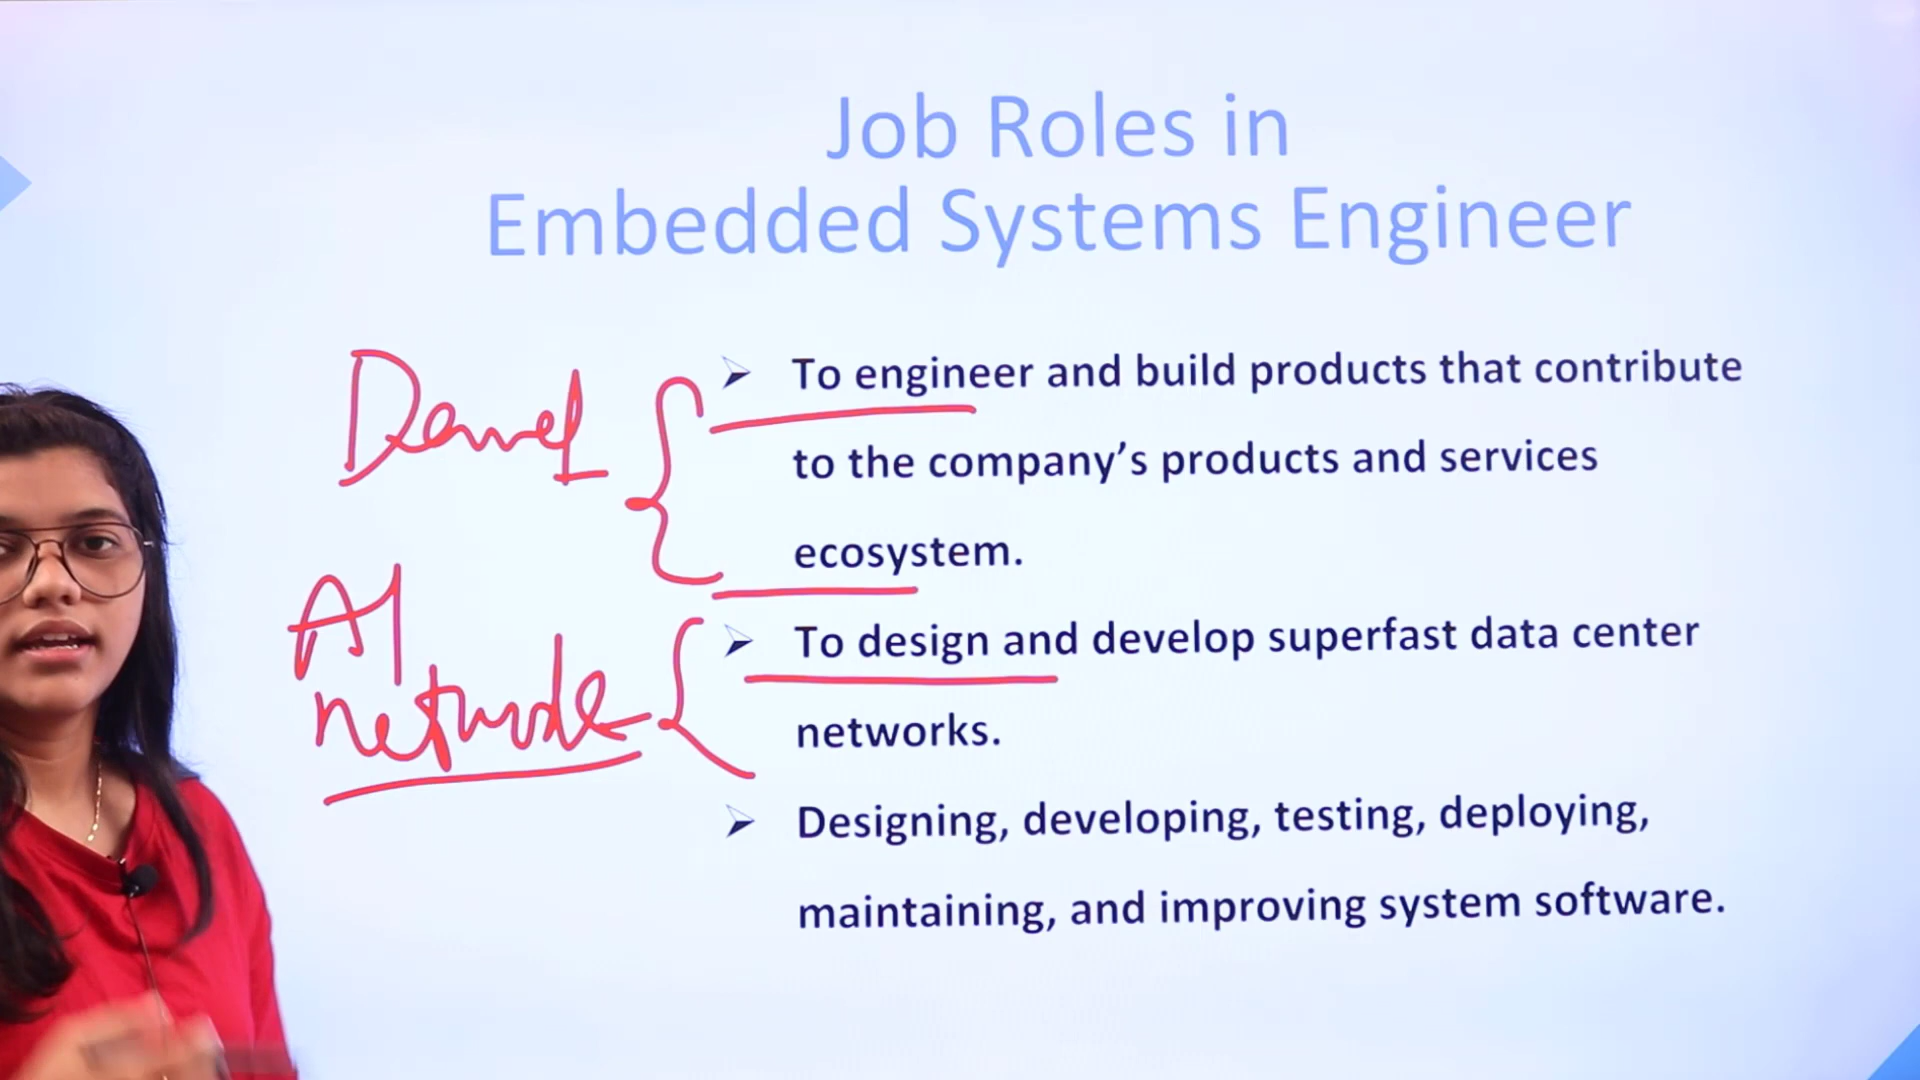 Job Roles in
Embedded Systems Engineer
➢ To engineer and build products that contribute
to the company’s products and services
ecosystem.
AI
➢ To design and develop superfast data center
networks.
➢ Designing, developing, testing, deploying,
maintaining, and improving system software.